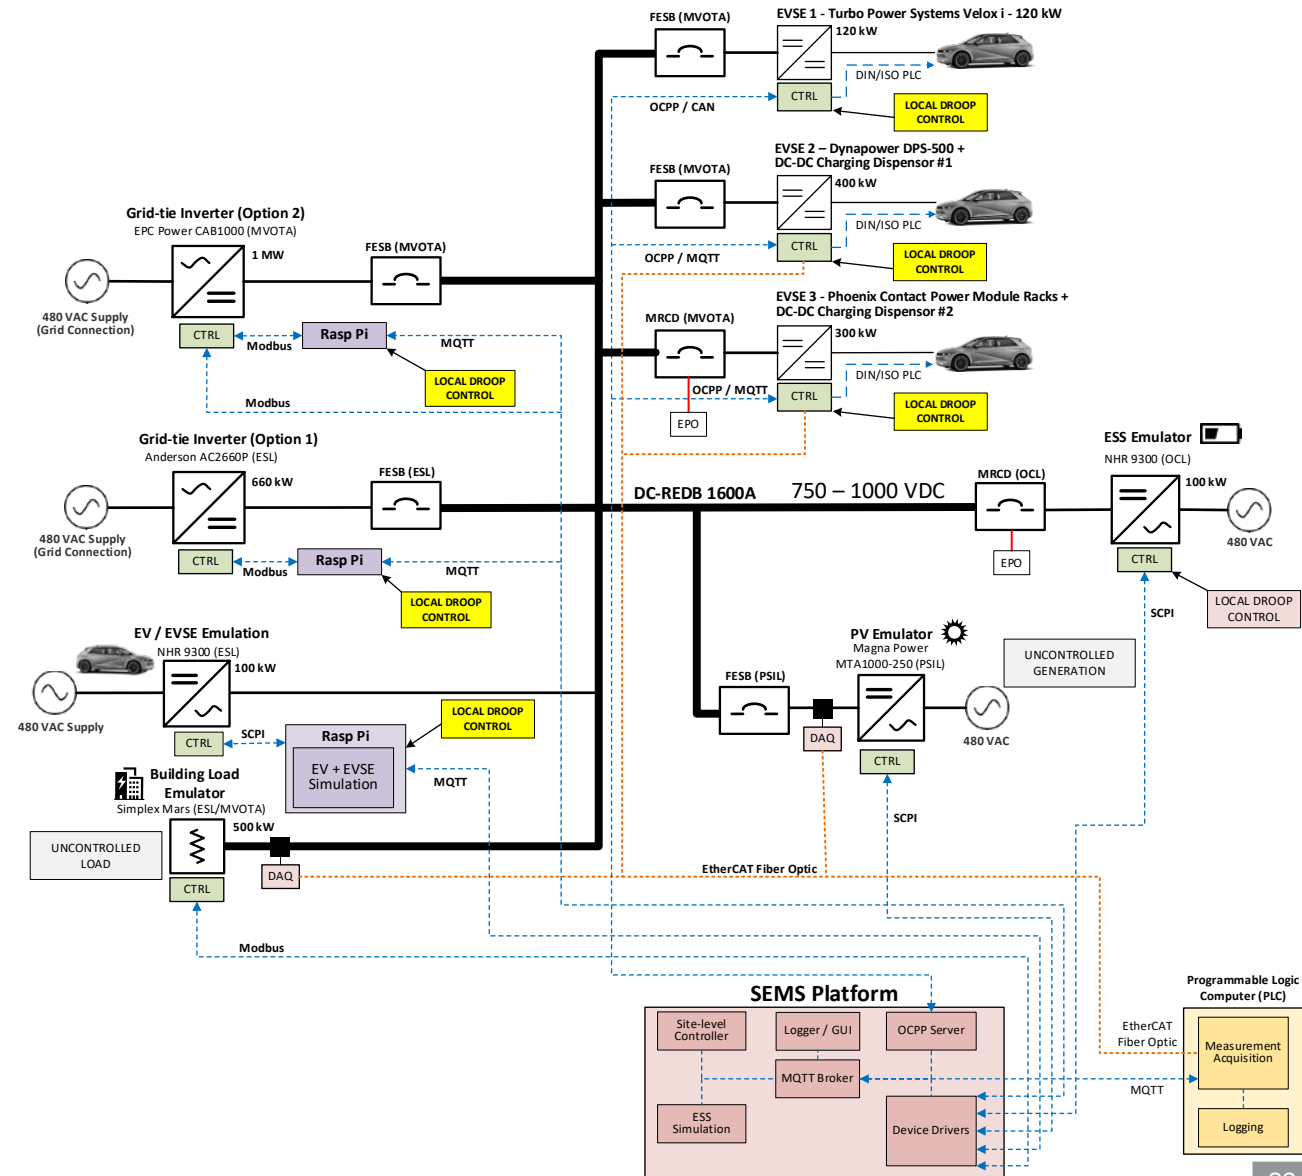 FESB (MVOTA)
EVSE 1 - Turbo Power Systems Velox i - 120 kW
120 kW
DIN/ISO PLC
CTRL
OCPP / CAN
LOCAL DROOP
CONTROL
FESB (MVOTA)
EVSE 2 – Dynapower DPS-500 +
DC-DC Charging Dispensor #1
400 kW
DIN/ISO PLC
CTRL
OCPP / MQTT
LOCAL DROOP
CONTROL
Grid-tie Inverter (Option 2)
EPC Power CAB1000 (MVOTA)
1 MW
FESB (MVOTA)
480 VAC Supply
(Grid Connection)
CTRL
Modbus
Rasp Pi
MQTT
LOCAL DROOP
CONTROL
Modbus
EVSE 3 - Phoenix Contact Power Module Racks +
DC-DC Charging Dispensor #2
MRCD (MVOTA)
300 kW
DIN/ISO PLC
OCPP / MQTT
CTRL
EPO
LOCAL DROOP
CONTROL
Grid-tie Inverter (Option 1)
Anderson AC2660P (ESL)
660 kW
FESB (ESL)
480 VAC Supply
(Grid Connection)
CTRL
Modbus
Rasp Pi
MQTT
LOCAL DROOP
CONTROL
DC-REDB 1600A
750 – 1000 VDC
ESS Emulator
NHR 9300 (OCL)
MRCD (OCL)
100 kW
480 VAC
EPO
CTRL
SCPI
LOCAL DROOP
CONTROL
EV / EVSE Emulation
NHR 9300 (ESL)
100 kW
480 VAC Supply
CTRL
SCPI
Rasp Pi
EV + EVSE
Simulation
LOCAL DROOP
CONTROL
MQTT
PV Emulator
Magna Power
MTA1000-250 (PSIL)
UNCONTROLLED
GENERATION
FESB (PSIL)
DAQ
480 VAC
CTRL
SCPI
Building Load
Emulator
Simplex Mars (ESL/MVOTA)
500 kW
UNCONTROLLED
LOAD
DAQ
CTRL
EtherCAT Fiber Optic
Modbus
SEMS Platform
Site-level
Controller
Logger / GUI
OCPP Server
MQTT Broker
ESS
Simulation
Device Drivers
Programmable Logic
Computer (PLC)
EtherCAT
Fiber Optic
Measurement
Acquisition
MQTT
Logging